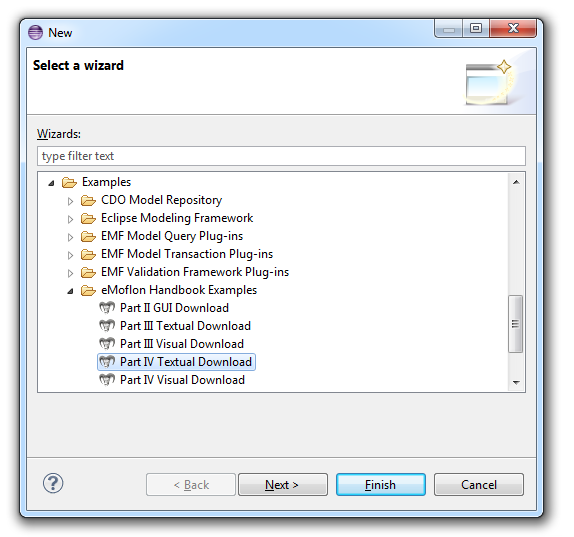 New
Select a wizard
Wizards:
type filter text
Examples
CDO Model Repository
Eclipse Modeling Framework
EMF Model Query Plug-ins
EMF Model Transaction Plug-ins
EMF Validation Framework Plug-ins
eMoflon Handbook Examples
Part II GUI Download
Part III Textual Download
Part III Visual Download
Part IV Textual Download
Part IV Visual Download
? < Back Next > Finish Cancel